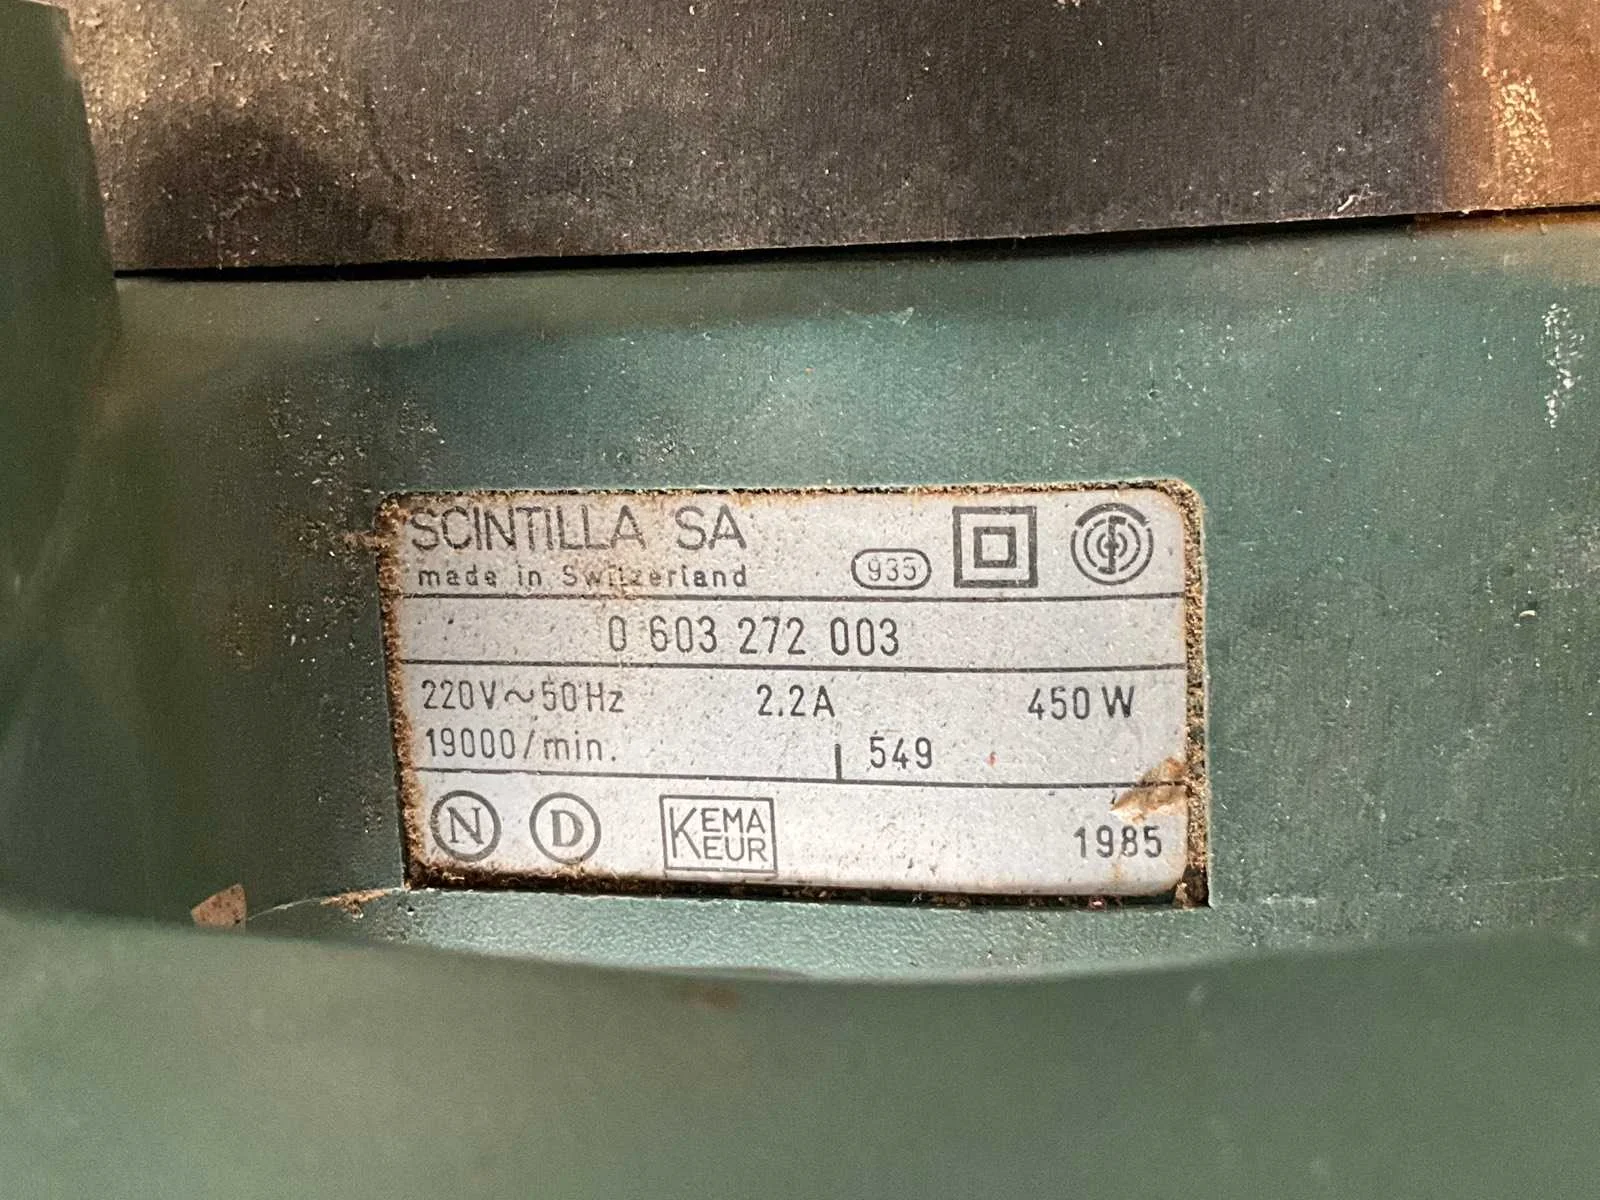 SCINTILLA SA
made in Switzerland 935
0 603 272 003
220V~50Hz 2.2A 450W
19000/min. 549
N D KEMA KEUR 1985